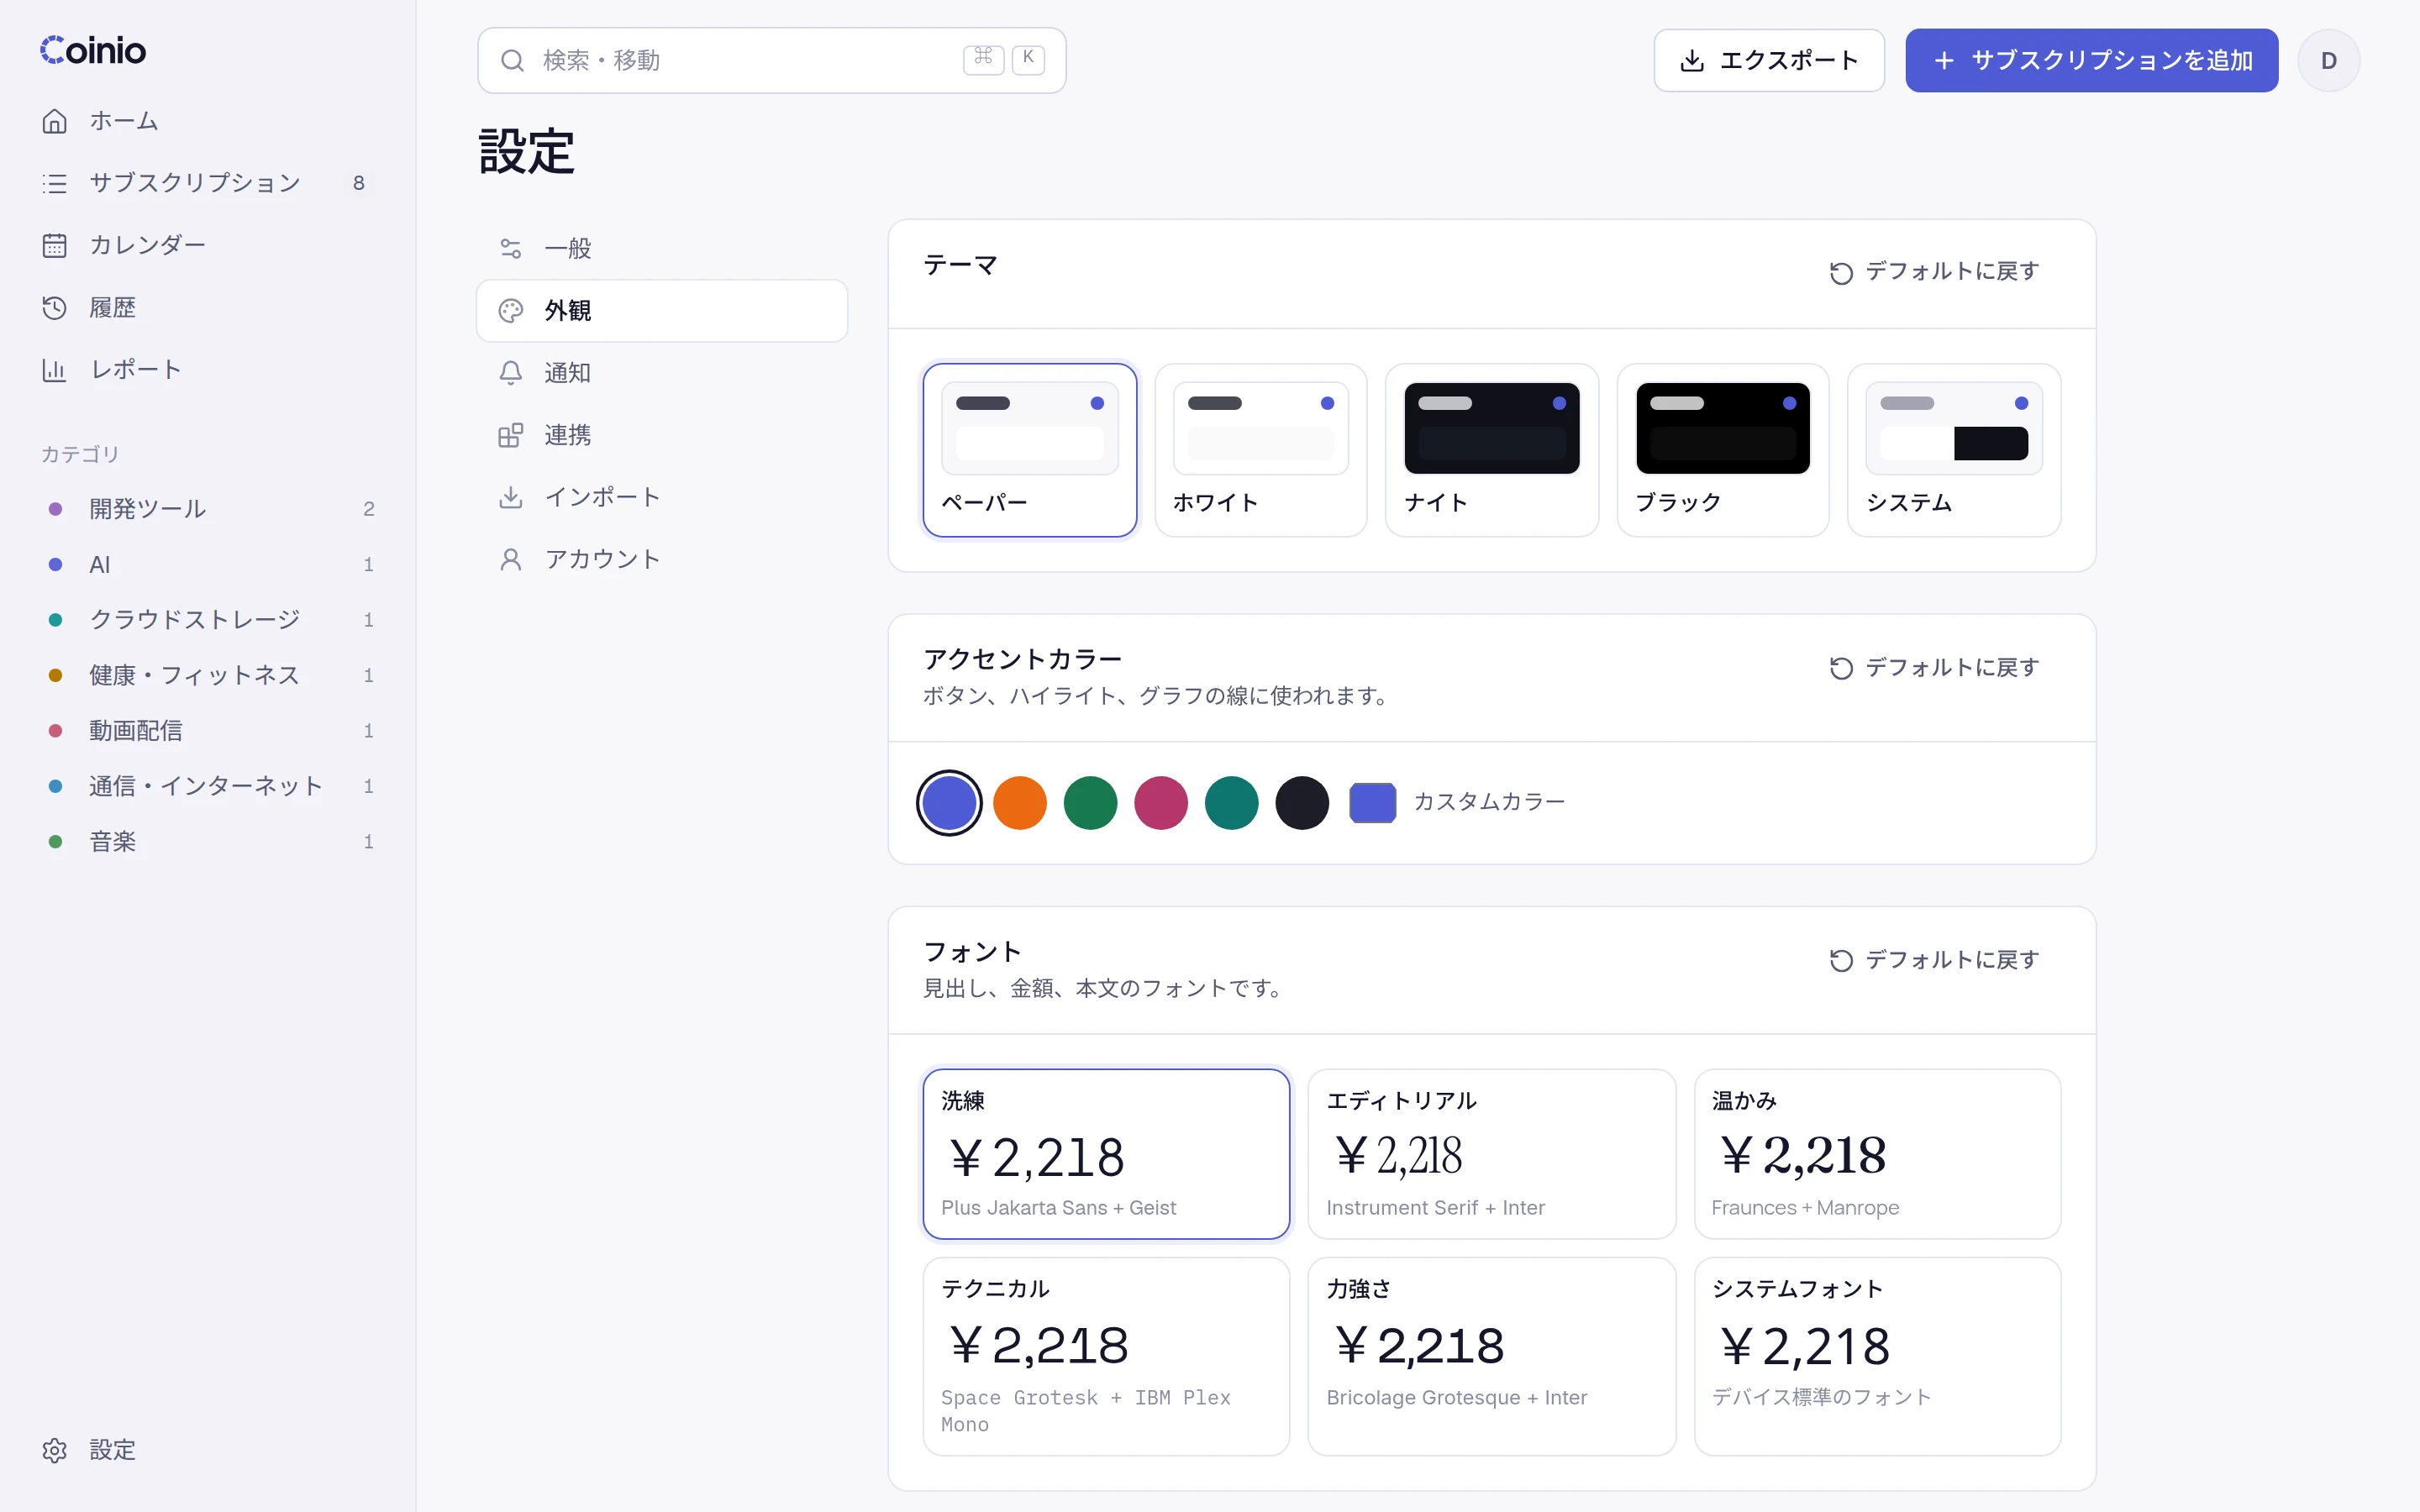 Coinio
ホーム
サブスクリプション 8
カレンダー
履歴
レポート
カテゴリ
開発ツール 2
AI 1
クラウドストレージ 1
健康・フィットネス 1
動画配信 1
通信・インターネット 1
音楽 1
設定
検索・移動 ⌘ K
エクスポート
サブスクリプションを追加
D
設定
一般
外観
通知
連携
インポート
アカウント
テーマ
デフォルトに戻す
ペーパー
ホワイト
ナイト
ブラック
システム
アクセントカラー
ボタン、ハイライト、グラフの線に使われます。
デフォルトに戻す
カスタムカラー
フォント
見出し、金額、本文のフォントです。
デフォルトに戻す
洗練
￥2,218
Plus Jakarta Sans + Geist
エディトリアル
￥2,218
Instrument Serif + Inter
温かみ
￥2,218
Fraunces + Manrope
テクニカル
￥2,218
Space Grotesk + IBM Plex
Mono
力強さ
￥2,218
Bricolage Grotesque + Inter
システムフォント
￥2,218
デバイス標準のフォント